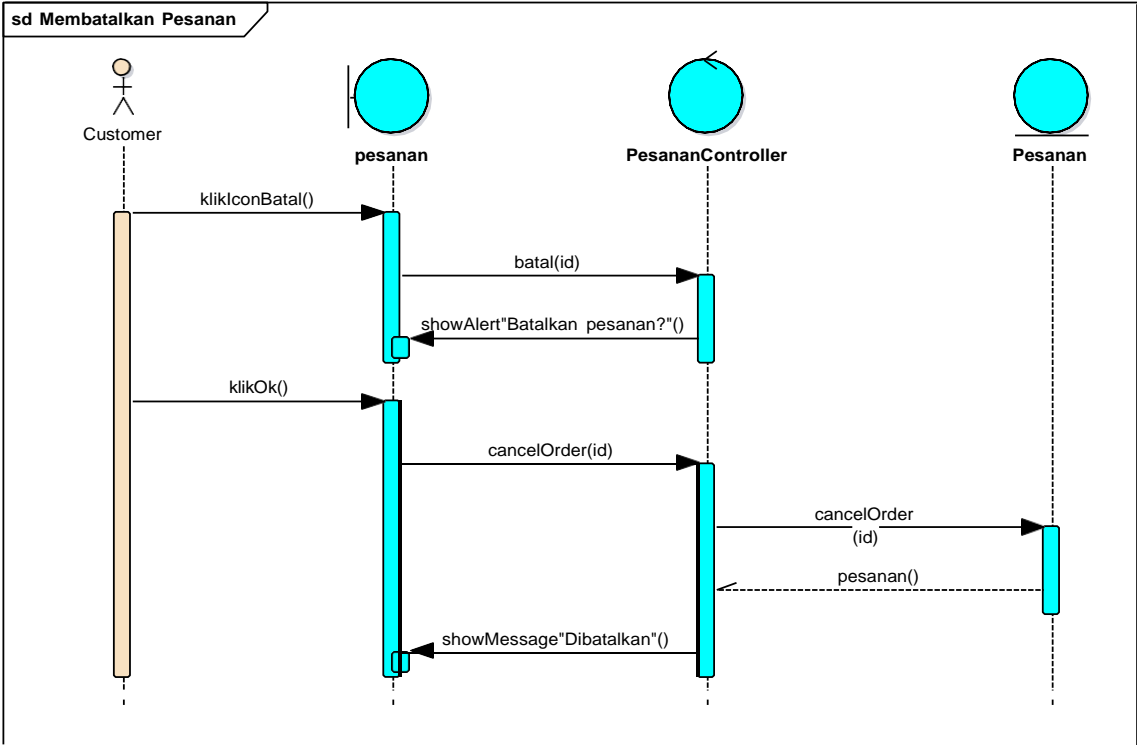 sd Membatalkan Pesanan
Customer
pesanan
PesananController
Pesanan
klikIconBatal()
batal(id)
showAlert"Batalkan pesanan?"()
klikOk()
cancelOrder(id)
cancelOrder
(id)
pesanan()
showMessage"Dibatalkan"()